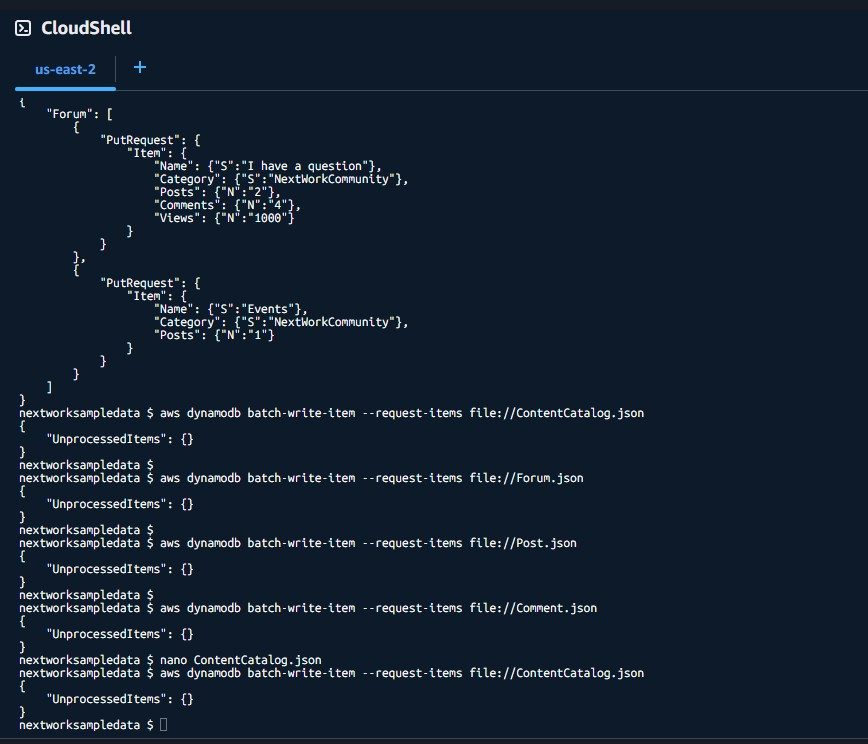 CloudShell
us-east-2 +
{
    "Forum": [
        {
            "PutRequest": {
                "Item": {
                    "Name": {"S":"I have a question"},
                    "Category": {"S":"NextWorkCommunity"},
                    "Posts": {"N":"2"},
                    "Comments": {"N":"4"},
                    "Views": {"N":"1000"}
                }
            }
        },
        {
            "PutRequest": {
                "Item": {
                    "Name": {"S":"Events"},
                    "Category": {"S":"NextWorkCommunity"},
                    "Posts": {"N":"1"}
                }
            }
        }
    ]
}
nextworksampledata $ aws dynamodb batch-write-item --request-items file://ContentCatalog.json
{
    "UnprocessedItems": {}
}
nextworksampledata $
nextworksampledata $ aws dynamodb batch-write-item --request-items file://Forum.json
{
    "UnprocessedItems": {}
}
nextworksampledata $
nextworksampledata $ aws dynamodb batch-write-item --request-items file://Post.json
{
    "UnprocessedItems": {}
}
nextworksampledata $
nextworksampledata $ aws dynamodb batch-write-item --request-items file://Comment.json
{
    "UnprocessedItems": {}
}
nextworksampledata $ nano ContentCatalog.json
nextworksampledata $ aws dynamodb batch-write-item --request-items file://ContentCatalog.json
{
    "UnprocessedItems": {}
}
nextworksampledata $